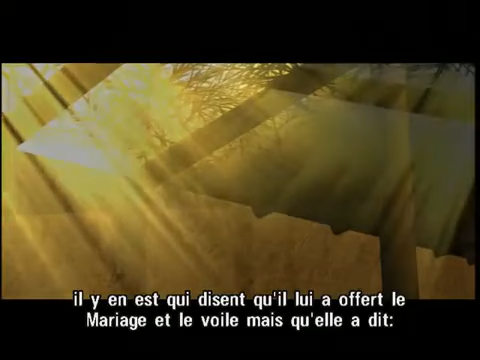 il y en est qui disent qu'il lui a offert le
Mariage et le voile mais qu'elle a dit: